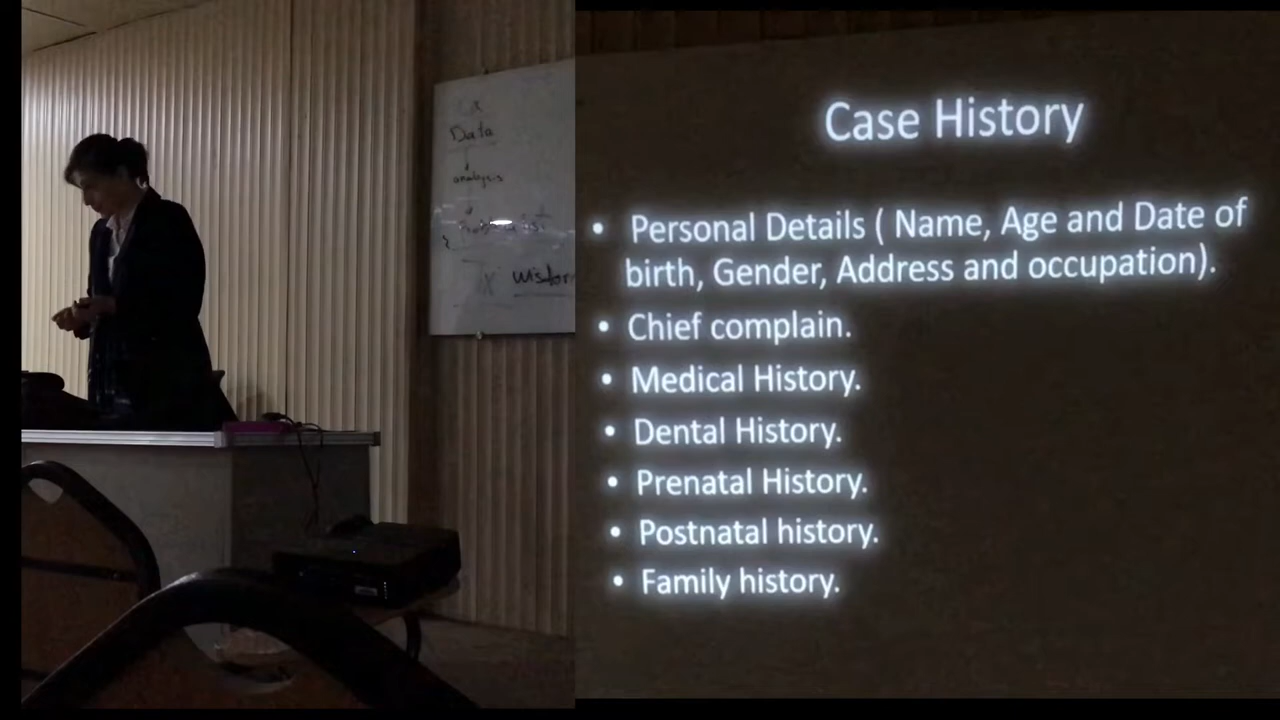 Data
analysis
Wisdom
Case History
• Personal Details ( Name, Age and Date of
birth, Gender, Address and occupation).
• Chief complain.
• Medical History.
• Dental History.
• Prenatal History.
• Postnatal history.
• Family history.